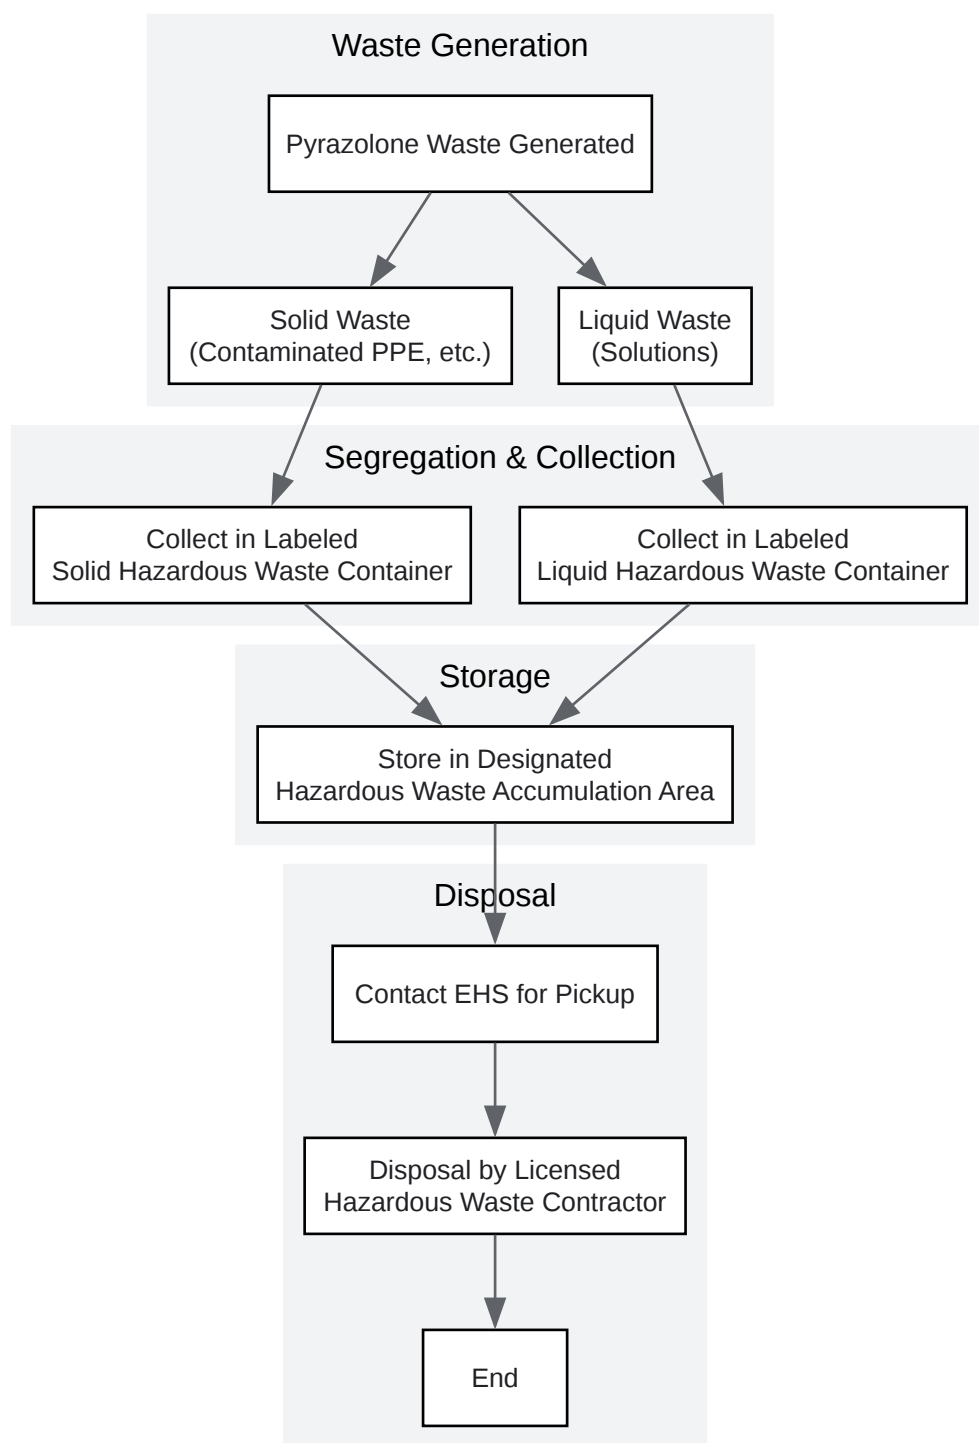 Waste Generation
Pyrazolone Waste Generated
Solid Waste
(Contaminated PPE, etc.)
Liquid Waste
(Solutions)
Segregation & Collection
Collect in Labeled
Solid Hazardous Waste Container
Collect in Labeled
Liquid Hazardous Waste Container
Storage
Store in Designated
Hazardous Waste Accumulation Area
Disposal
Contact EHS for Pickup
Disposal by Licensed
Hazardous Waste Contractor
End